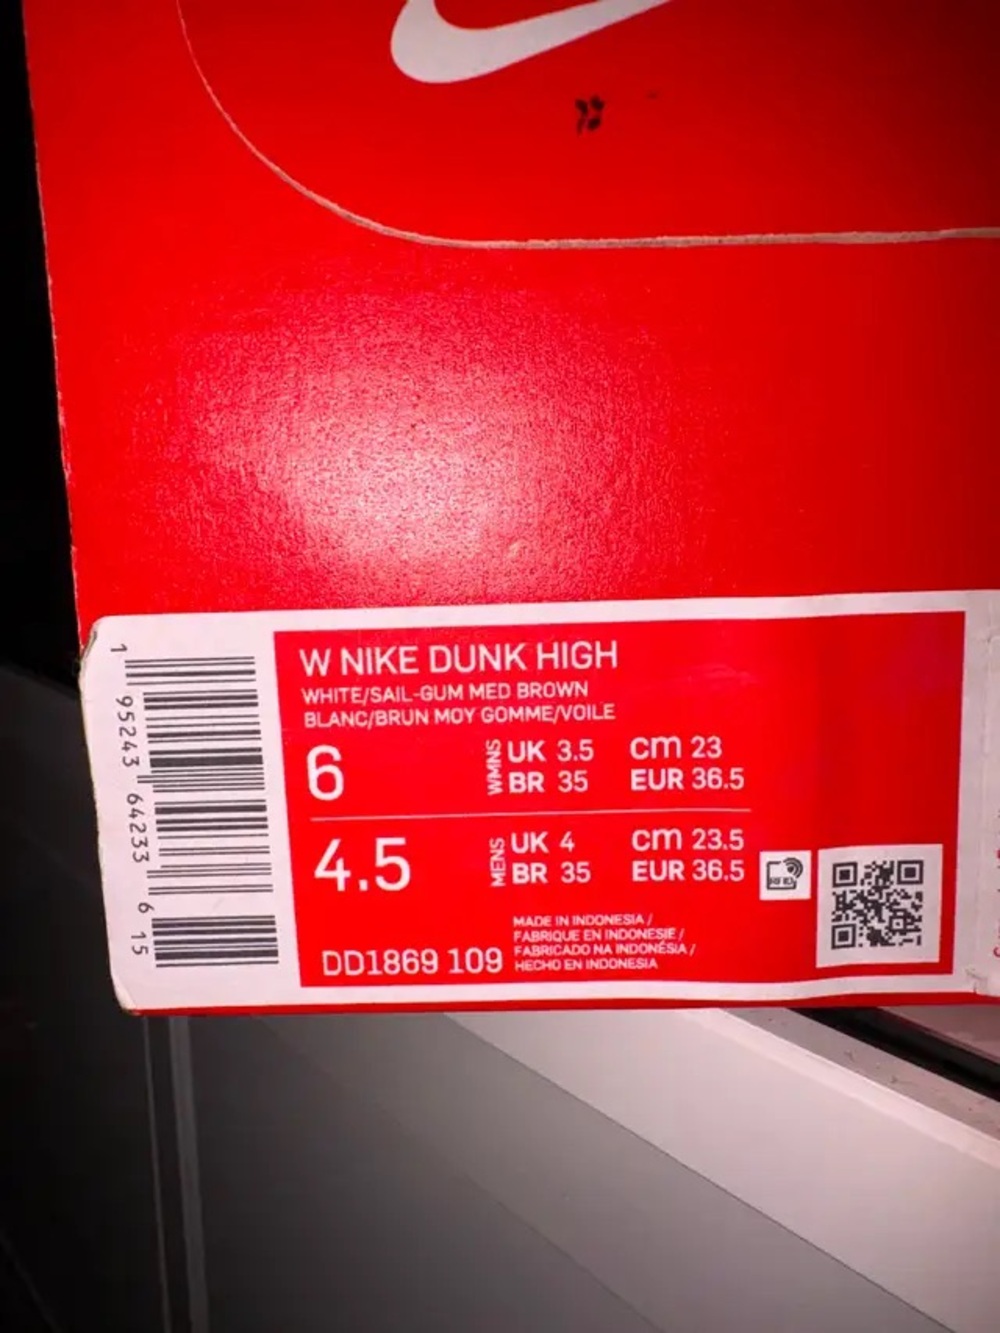 W NIKE DUNK HIGH
WHITE/SAIL-GUM MED BROWN
BLANC/BRUN MOY GOMME/VOILE
6 WMNS UK 3.5 cm 23
BR 35 EUR 36.5
4.5 MENS UK 4 cm 23.5
BR 35 EUR 36.5
RFID
MADE IN INDONESIA /
FABRIQUE EN INDONESIE /
FABRICADO NA INDONÉSIA /
HECHO EN INDONESIA
DD1869 109
1 95243 64233 6 15